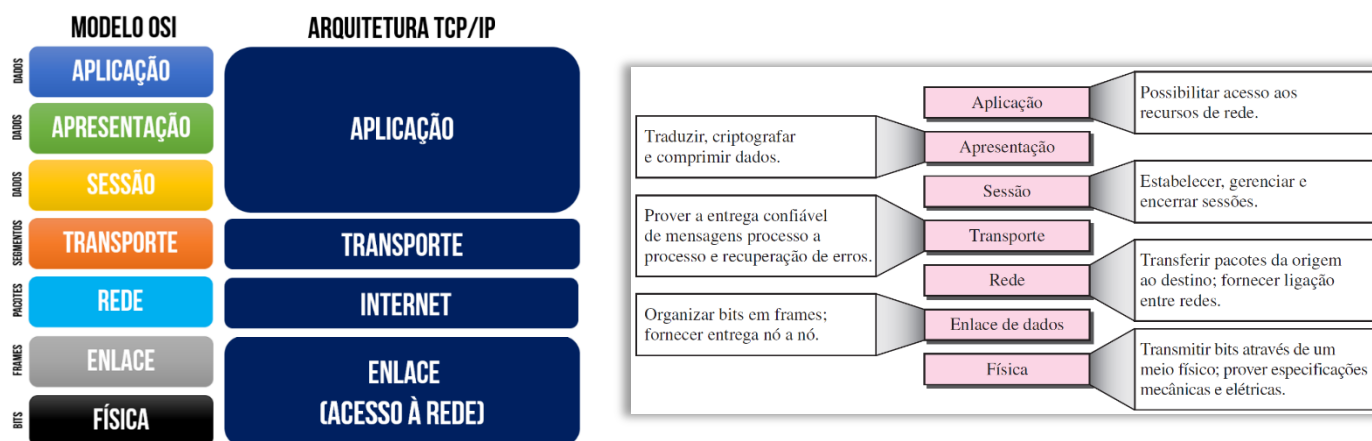 MODELO OSI
ARQUITETURA TCP/IP
DADOS
APLICAÇÃO
DADOS
APRESENTAÇÃO
DADOS
SESSÃO
APLICAÇÃO
SEGMENTOS
TRANSPORTE
TRANSPORTE
PACOTES
REDE
INTERNET
FRAMES
ENLACE
BITS
FÍSICA
ENLACE
(ACESSO À REDE)
Aplicação
Possibilitar acesso aos
recursos de rede.
Traduzir, criptografar
e comprimir dados.
Apresentação
Sessão
Estabelecer, gerenciar e
encerrar sessões.
Prover a entrega confiável
de mensagens processo a
processo e recuperação de erros.
Transporte
Rede
Transferir pacotes da origem
ao destino; fornecer ligação
entre redes.
Organizar bits em frames;
fornecer entrega nó a nó.
Enlace de dados
Física
Transmitir bits através de um
meio físico; prover especificações
mecânicas e elétricas.